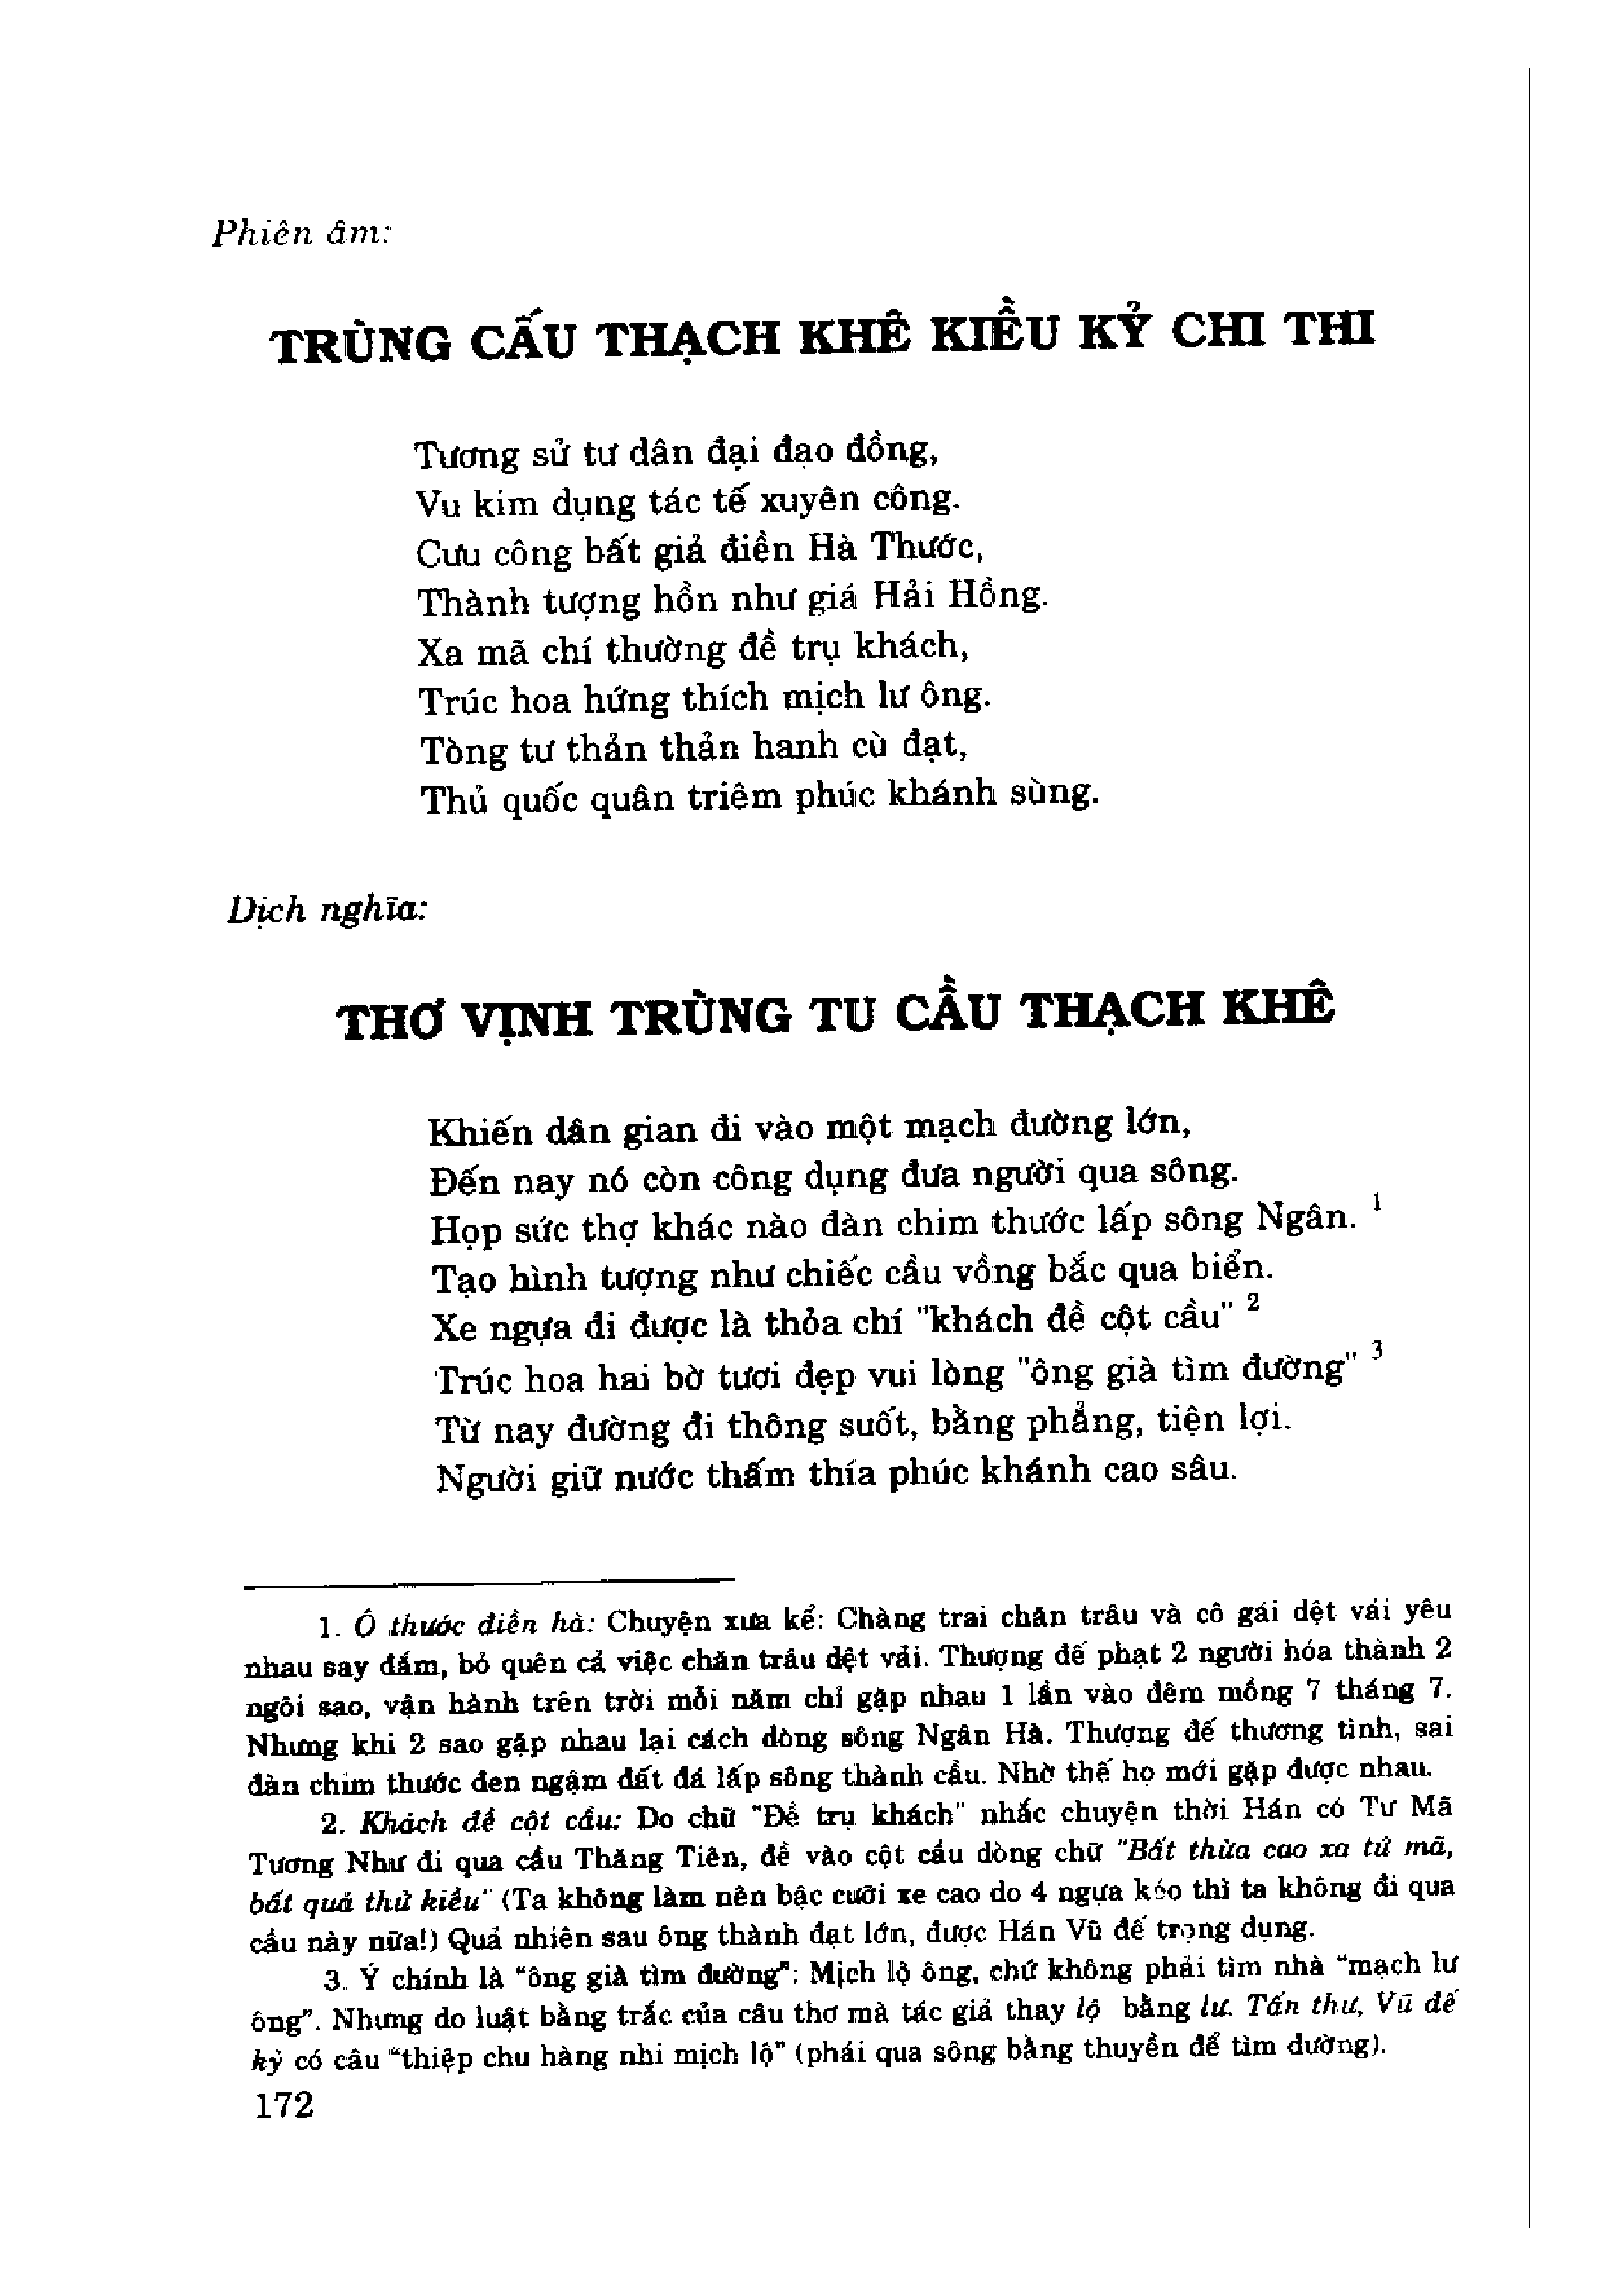 Phiên âm:
TRÙNG CẤU THẠCH KHÊ KIỀU KỶ CHI THI
Tương sử tư dân đại đạo đồng,
Vu kim dụng tác tế xuyên công.
Cưu công bất giả điền Hà Thước,
Thành tượng hồn như giá Hải Hồng.
Xa mã chí thường đề trụ khách,
Trúc hoa hứng thích mịch lư ông.
Tòng tư thản thản hanh cù đạt,
Thủ quốc quân triêm phúc khánh sùng.
Dịch nghĩa:
THƠ VỊNH TRÙNG TU CẦU THẠCH KHÊ
Khiến dân gian đi vào một mạch đường lớn,
Đến nay nó còn công dụng đưa người qua sông.
Họp sức thợ khác nào đàn chim thước lấp sông Ngân. 1
Tạo hình tượng như chiếc cầu vồng bắc qua biển.
Xe ngựa đi được là thỏa chí "khách đề cột cầu" 2
Trúc hoa hai bờ tươi đẹp vui lòng "ông già tìm đường" 3
Từ nay đường đi thông suốt, bằng phẳng, tiện lợi.
Người giữ nước thấm thía phúc khánh cao sâu.
1. Ô thước điền hà: Chuyện xưa kể: Chàng trai chăn trâu và cô gái dệt vải yêu
nhau say đắm, bỏ quên cả việc chăn trâu dệt vải. Thượng đế phạt 2 người hóa thành 2
ngôi sao, vận hành trên trời mỗi năm chỉ gặp nhau 1 lần vào đêm mồng 7 tháng 7.
Nhưng khi 2 sao gặp nhau lại cách dòng sông Ngân Hà. Thượng đế thương tình, sai
đàn chim thước đen ngậm đất đá lấp sông thành cầu. Nhờ thế họ mới gặp được nhau.
2. Khách đề cột cầu: Do chữ "Đề trụ khách" nhắc chuyện thời Hán có Tư Mã
Tương Như đi qua cầu Thăng Tiên, đề vào cột cầu dòng chữ "Bất thừa cao xa tứ mã,
bất quá thử kiều" (Ta không làm nên bậc cưỡi xe cao do 4 ngựa kéo thì ta không đi qua
cầu này nữa!) Quả nhiên sau ông thành đạt lớn, được Hán Vũ đế trọng dụng.
3. Ý chính là "ông già tìm đường": Mịch lộ ông, chứ không phải tìm nhà "mạch lư
ông". Nhưng do luật bằng trắc của câu thơ mà tác giả thay lộ bằng lư. Tấn thư, Vũ đế
kỷ có câu "thiệp chu hàng nhi mịch lộ" (phải qua sông bằng thuyền để tìm đường).
172